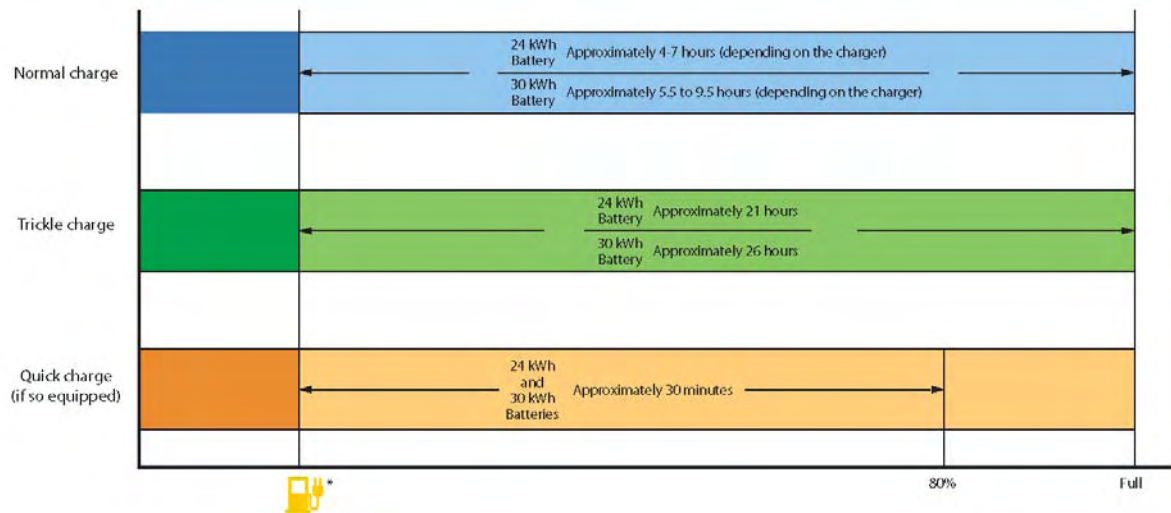 Normal charge
24 kWh
Battery
Approximately 4-7 hours (depending on the charger)
30 kWh
Battery
Approximately 5.5 to 9.5 hours (depending on the charger)
Trickle charge
24 kWh
Battery
Approximately 21 hours
30 kWh
Battery
Approximately 26 hours
Quick charge
(if so equipped)
24 kWh
and
30 kWh
Batteries
Approximately 30 minutes
*
80%
Full